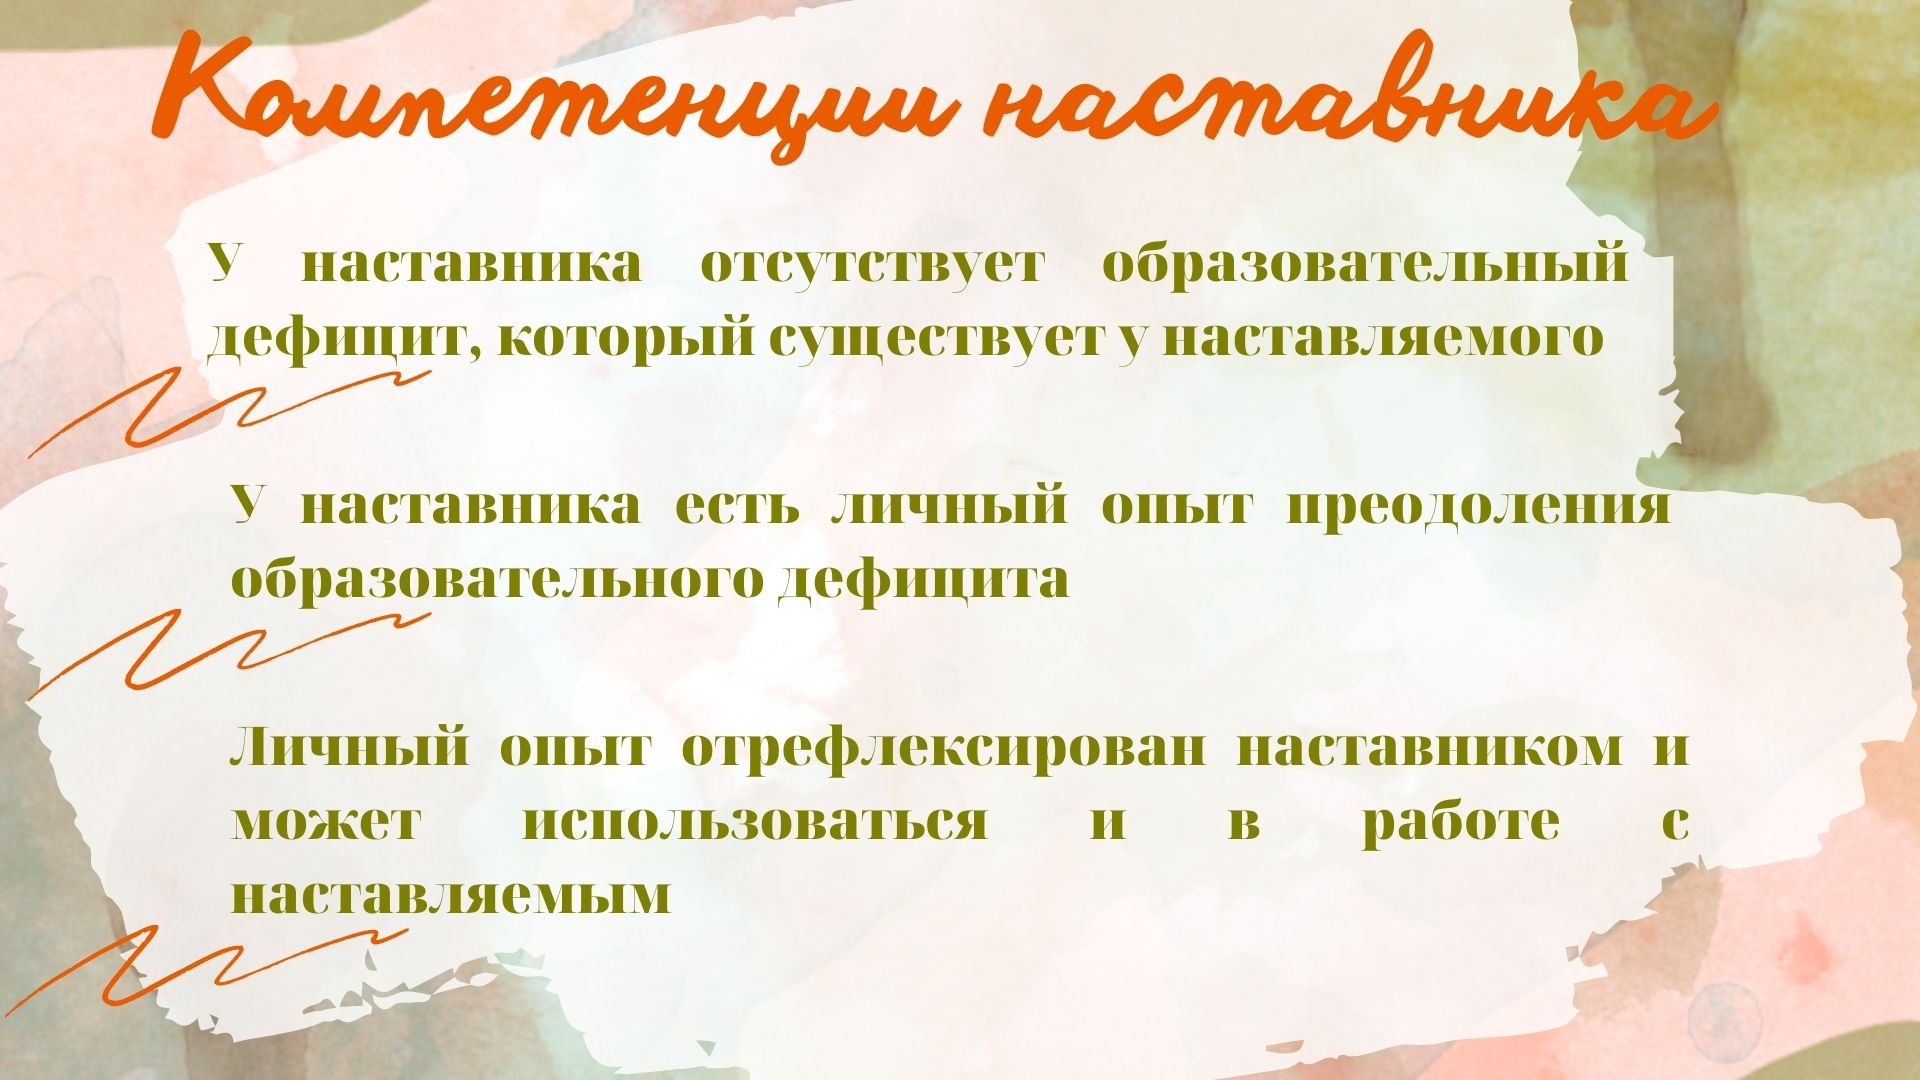 Компетенции наставника
У наставника отсутствует образовательный
дефицит, который существует у наставляемого
У наставника есть личный опыт преодоления
образовательного дефицита
Личный опыт отрефлексирован наставником и
может использоваться и в работе с
наставляемым